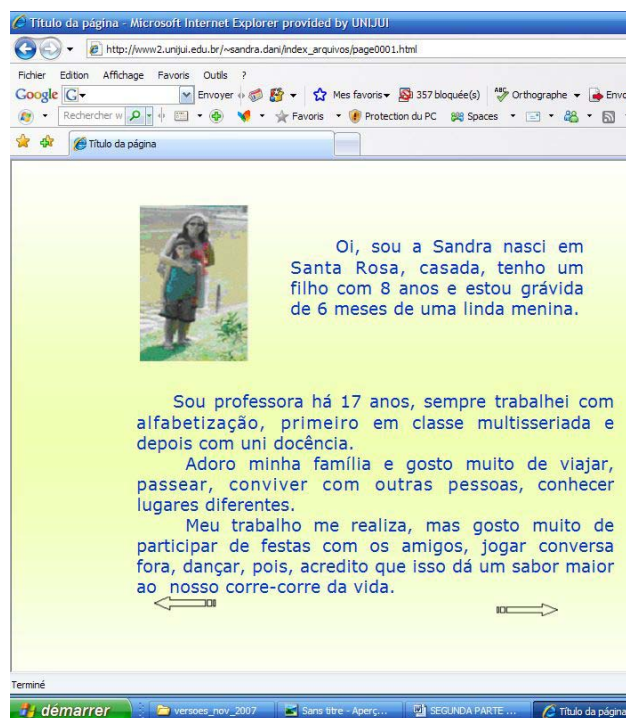 Título da página - Microsoft Internet Explorer provided by UNIJUI
http://www2.unijui.edu.br/~sandra.dani/index_arquivos/page0001.html
Fichier Edition Affichage Favoris Outils ?
Google G Envoyer Mes favoris 357 bloquée(s) ABC Orthographe Envo
Rechercher w Favoris Protection du PC Spaces
Título da página
Oi, sou a Sandra nasci em
Santa Rosa, casada, tenho um
filho com 8 anos e estou grávida
de 6 meses de uma linda menina.
Sou professora há 17 anos, sempre trabalhei com
alfabetização, primeiro em classe multisseriada e
depois com uni docência.
Adoro minha família e gosto muito de viajar,
passear, conviver com outras pessoas, conhecer
lugares diferentes.
Meu trabalho me realiza, mas gosto muito de
participar de festas com os amigos, jogar conversa
fora, dançar, pois, acredito que isso dá um sabor maior
ao nosso corre-corre da vida.
Terminé
démarrer versoes_nov_2007 Sans titre - Aperç... SEGUNDA PARTE ... Título da página